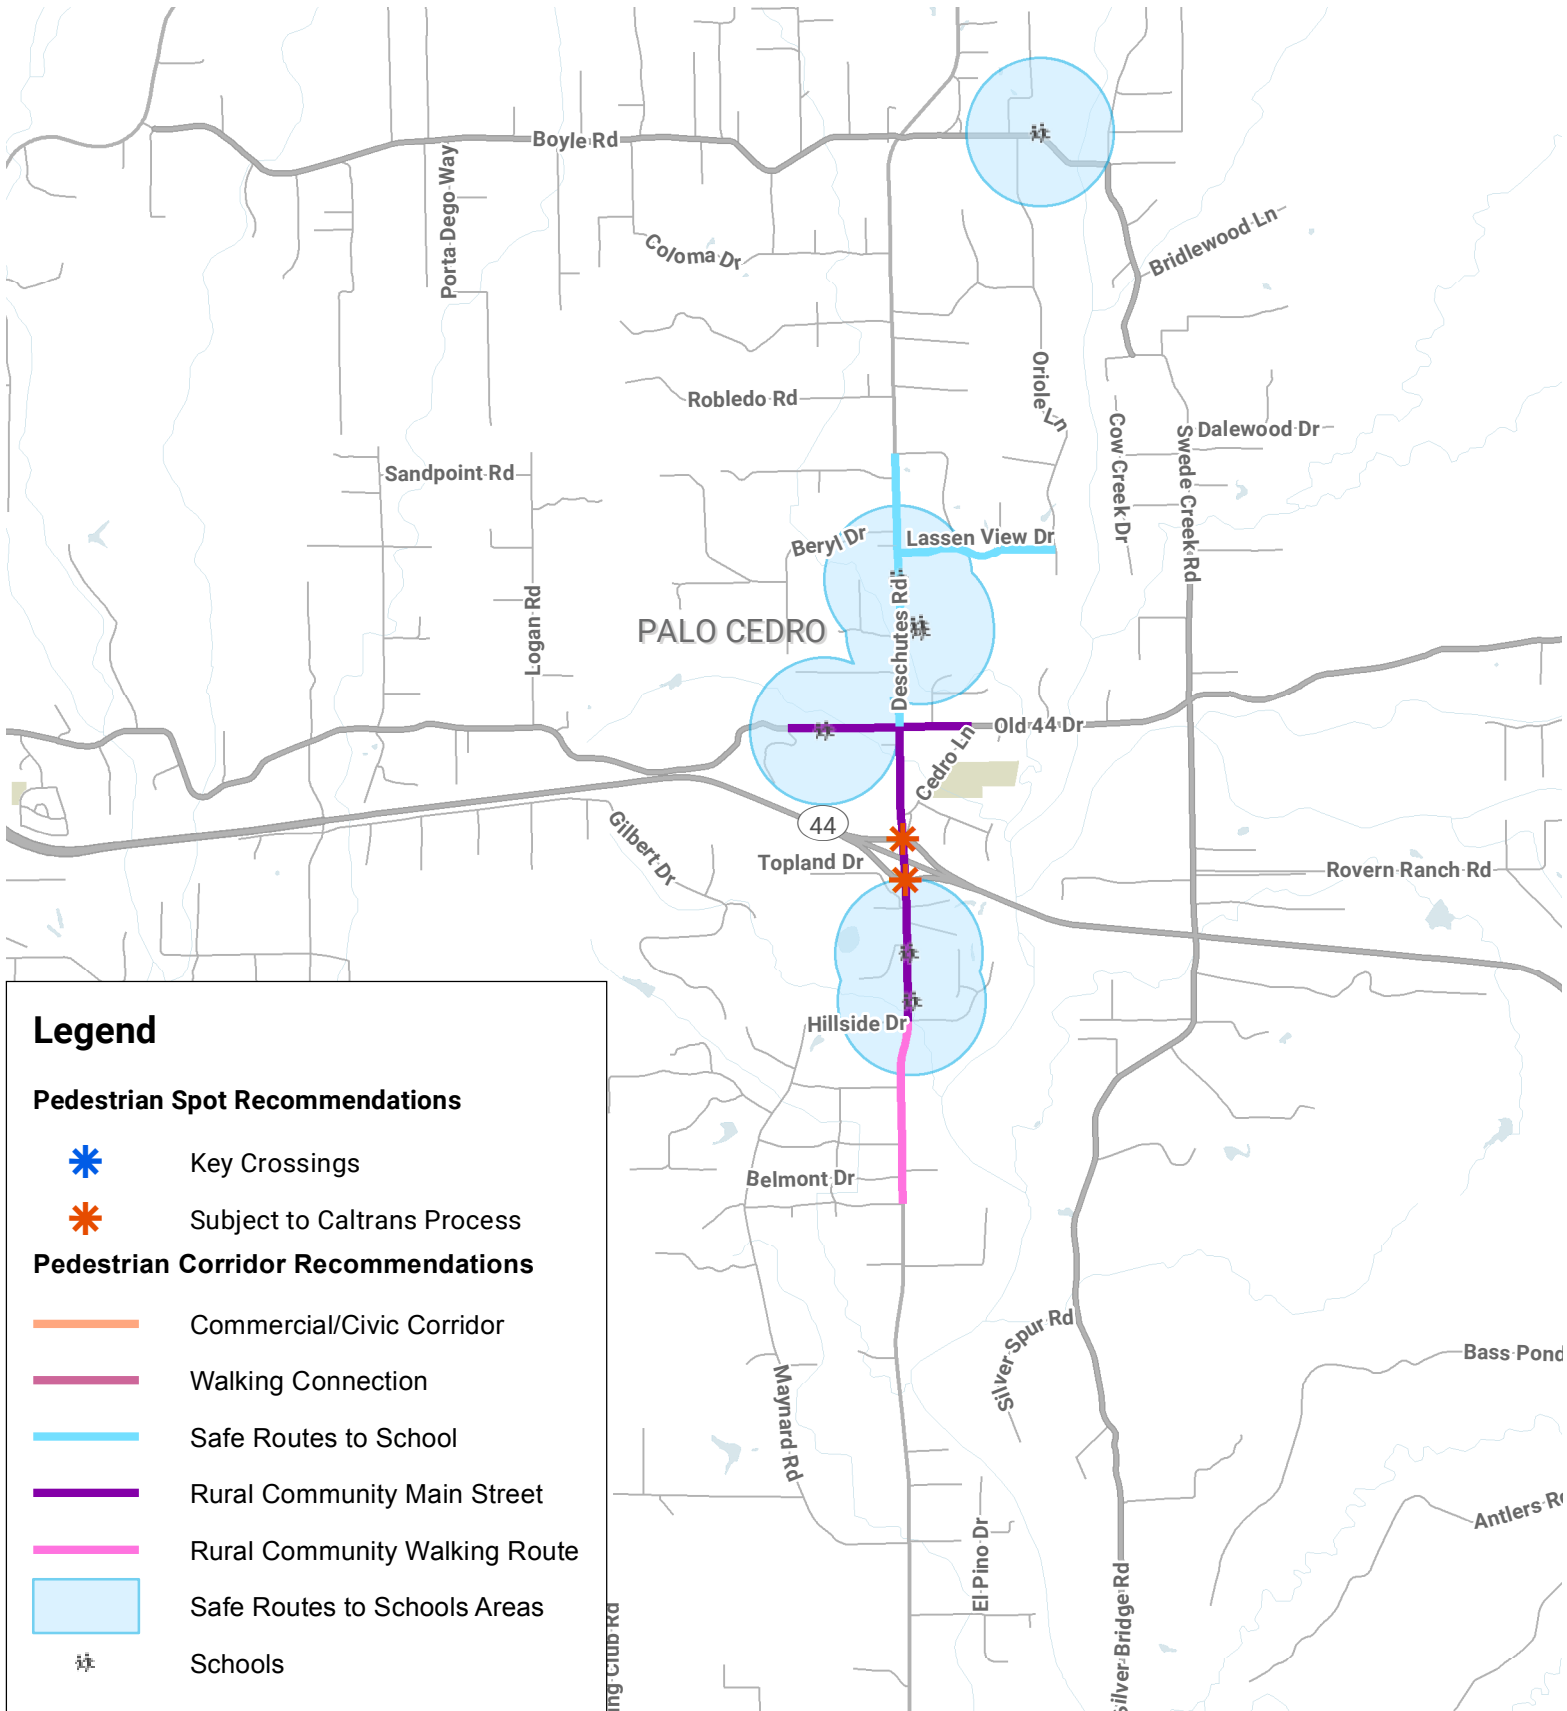 Boyle Rd
Porta Dego Way
Coloma Dr
Bridlewood Ln
Oriole Ln
Robledo Rd
Cow Creek Dr
Swede Creek Rd
Dalewood Dr
Sandpoint Rd
Beryl Dr
Lassen View Dr
Logan Rd
PALO CEDRO
Deschutes Rd
Old 44 Dr
Cedro Ln
44
Gilbert Dr
Topland Dr
Rovern Ranch Rd
Hillside Dr
Belmont Dr
Silver Spur Rd
Maynard Rd
Bass Pond
Antlers
El Pino Dr
Silver Bridge Rd
Club Rd
Legend
Pedestrian Spot Recommendations
Key Crossings
Subject to Caltrans Process
Pedestrian Corridor Recommendations
Commercial/Civic Corridor
Walking Connection
Safe Routes to School
Rural Community Main Street
Rural Community Walking Route
Safe Routes to Schools Areas
Schools